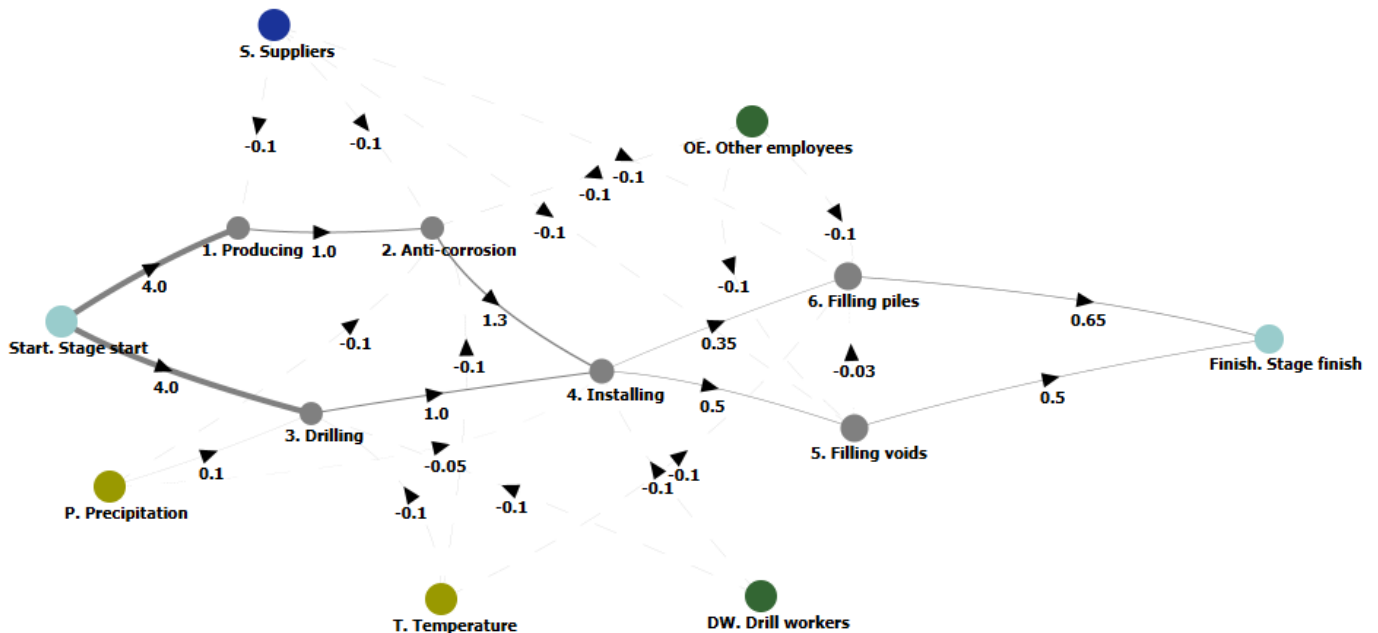 S. Suppliers
OE. Other employees
-0.1
-0.1
-0.1
-0.1
-0.1
-0.1
-0.1
1. Producing
1.0
2. Anti-corrosion
4.0
6. Filling piles
1.3
0.65
Start. Stage start
-0.1
0.35
Finish. Stage finish
-0.1
-0.03
4.0
4. Installing
0.5
0.5
1.0
3. Drilling
5. Filling voids
0.1
-0.05
-0.1
-0.1
P. Precipitation
-0.1
-0.1
T. Temperature
DW. Drill workers